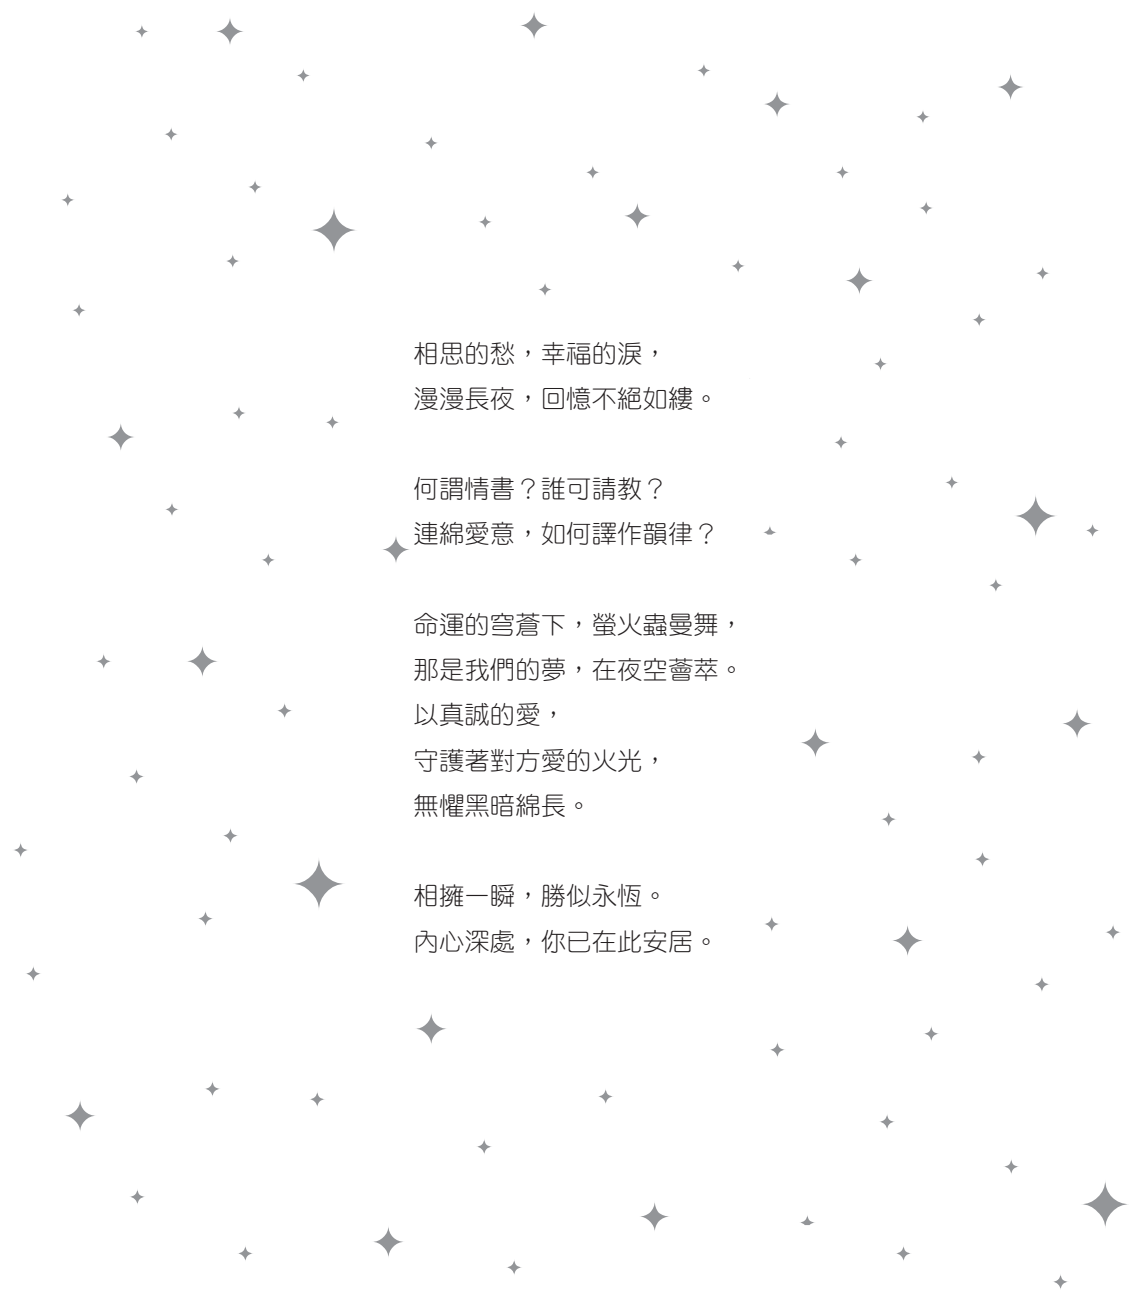 相思的愁，幸福的淚，
漫漫長夜，回憶不絕如縷。
何謂情書？誰可請教？
連綿愛意，如何譯作韻律？
命運的穹蒼下，螢火蟲曼舞，
那是我們的夢，在夜空薈萃。
以真誠的愛，
守護著對方愛的火光，
無懼黑暗綿長。
相擁一瞬，勝似永恆。
內心深處，你已在此安居。